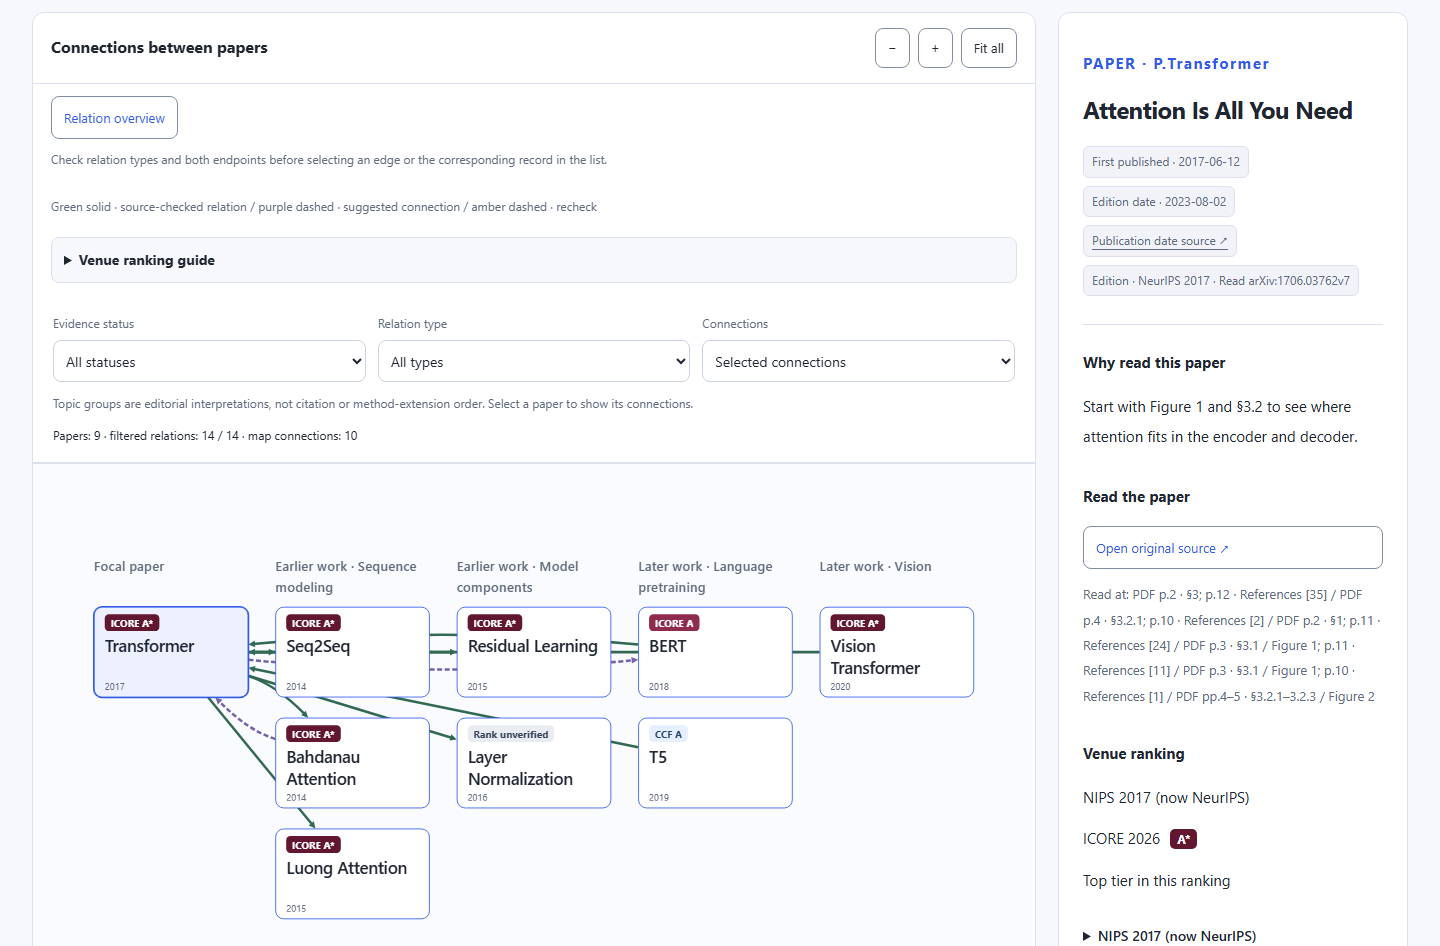 Connections between papers
−
+
Fit all
Relation overview
Check relation types and both endpoints before selecting an edge or the corresponding record in the list.
Green solid · source-checked relation / purple dashed · suggested connection / amber dashed · recheck
Venue ranking guide
Evidence status
Relation type
Connections
All statuses
All types
Selected connections
Topic groups are editorial interpretations, not citation or method-extension order. Select a paper to show its connections.
Papers: 9 · filtered relations: 14 / 14 · map connections: 10
Focal paper
Earlier work · Sequence
modeling
Earlier work · Model
components
Later work · Language
pretraining
Later work · Vision
ICORE A*
Transformer
2017
ICORE A*
Seq2Seq
2014
ICORE A*
Residual Learning
2015
ICORE A
BERT
2018
ICORE A*
Vision
Transformer
2020
ICORE A*
Bahdanau
Attention
2014
Rank unverified
Layer
Normalization
2016
CCF A
T5
2019
ICORE A*
Luong Attention
2015
PAPER · P.Transformer
Attention Is All You Need
First published · 2017-06-12
Edition date · 2023-08-02
Publication date source ↗
Edition · NeurIPS 2017 · Read arXiv:1706.03762v7
Why read this paper
Start with Figure 1 and §3.2 to see where
attention fits in the encoder and decoder.
Read the paper
Open original source ↗
Read at: PDF p.2 · §3; p.12 · References [35] / PDF
p.4 · §3.2.1; p.10 · References [2] / PDF p.2 · §1; p.11 ·
References [24] / PDF p.3 · §3.1 / Figure 1; p.11 ·
References [11] / PDF p.3 · §3.1 / Figure 1; p.10 ·
References [1] / PDF pp.4–5 · §3.2.1–3.2.3 / Figure 2
Venue ranking
NIPS 2017 (now NeurIPS)
ICORE 2026 A*
Top tier in this ranking
NIPS 2017 (now NeurIPS)